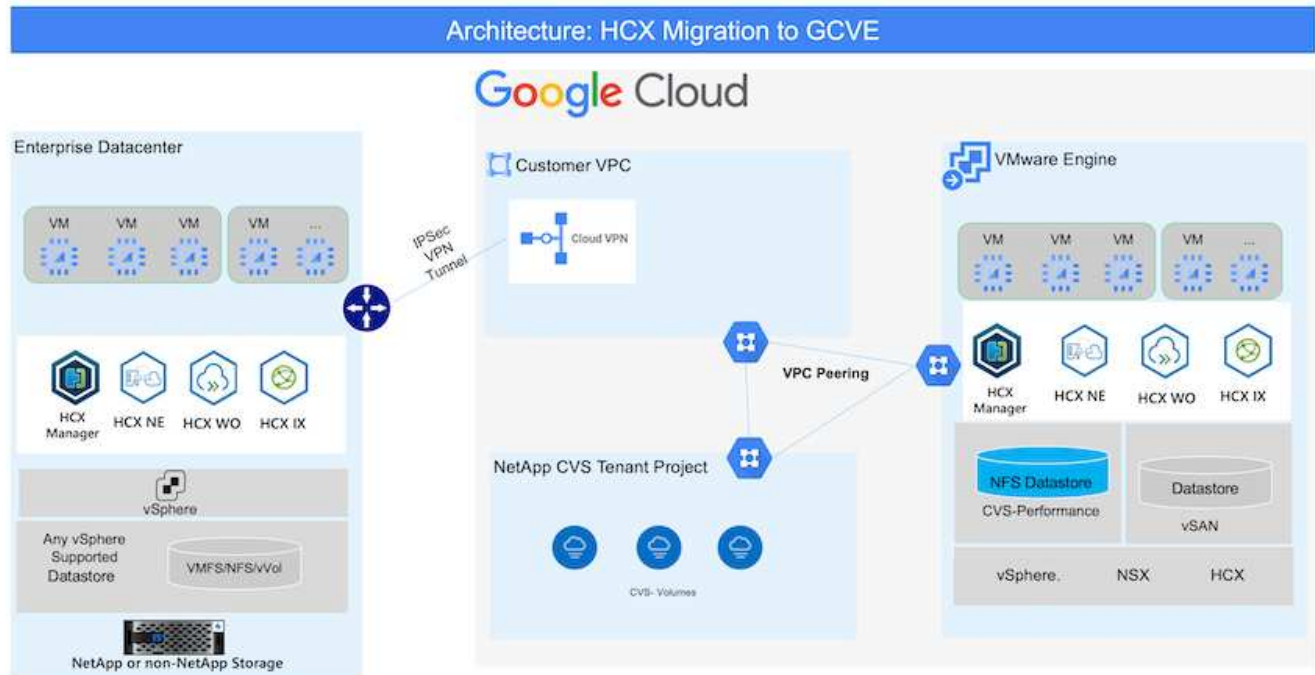 Architecture: HCX Migration to GCVE
Google Cloud
Enterprise Datacenter
VM VM VM VM ...
HCX
Manager
HCX NE
HCX WO
HCX IX
vSphere
Any vSphere
Supported
Datastore
VMFS/NFS/vVol
NetApp or non-NetApp Storage
IPSec
VPN
Tunnel
Customer VPC
Cloud VPN
VPC Peering
NetApp CVS Tenant Project
CVS- Volumes
VMware Engine
VM VM VM VM ...
HCX
Manager
HCX NE
HCX WO
HCX IX
NFS Datastore
CVS-Performance
Datastore
vSAN
vSphere. NSX HCX